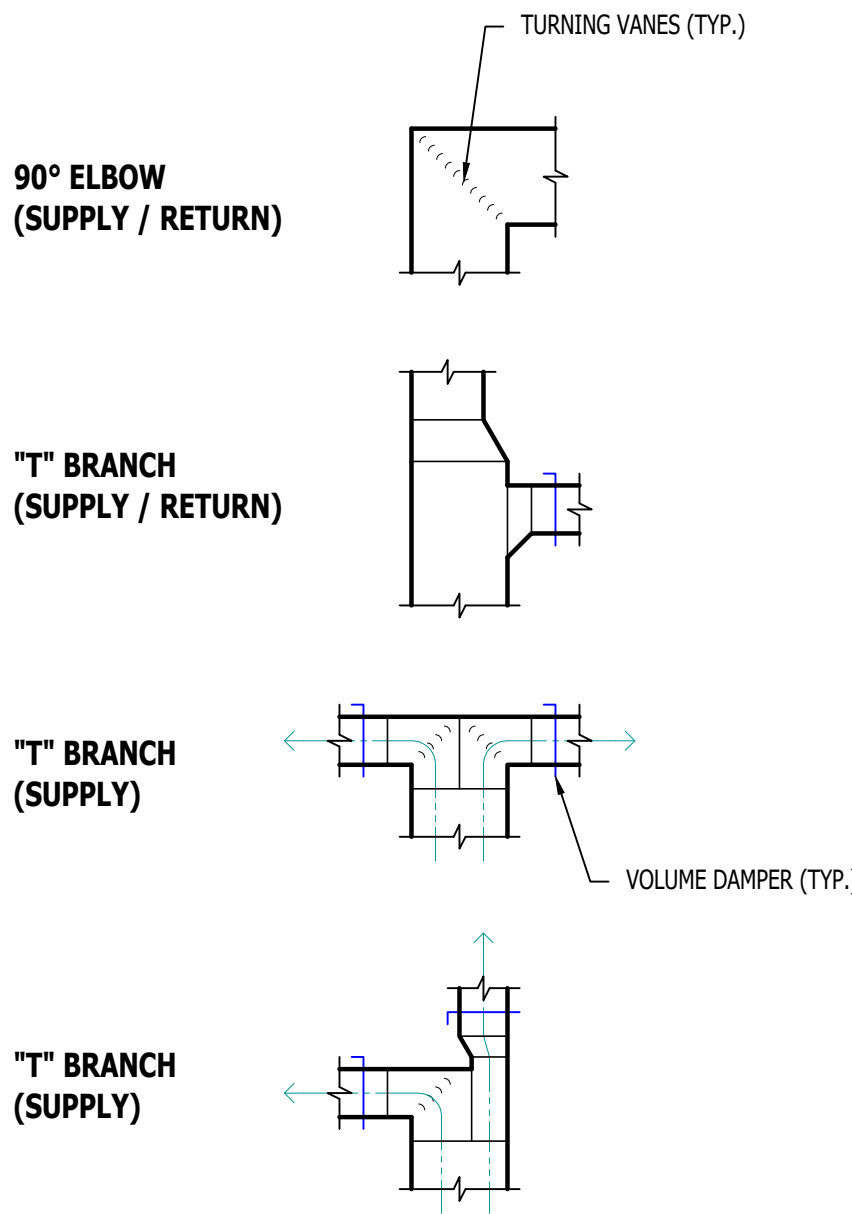 TURNING VANES (TYP.)
90° ELBOW
(SUPPLY / RETURN)
"T" BRANCH
(SUPPLY / RETURN)
"T" BRANCH
(SUPPLY)
VOLUME DAMPER (TYP.)
"T" BRANCH
(SUPPLY)